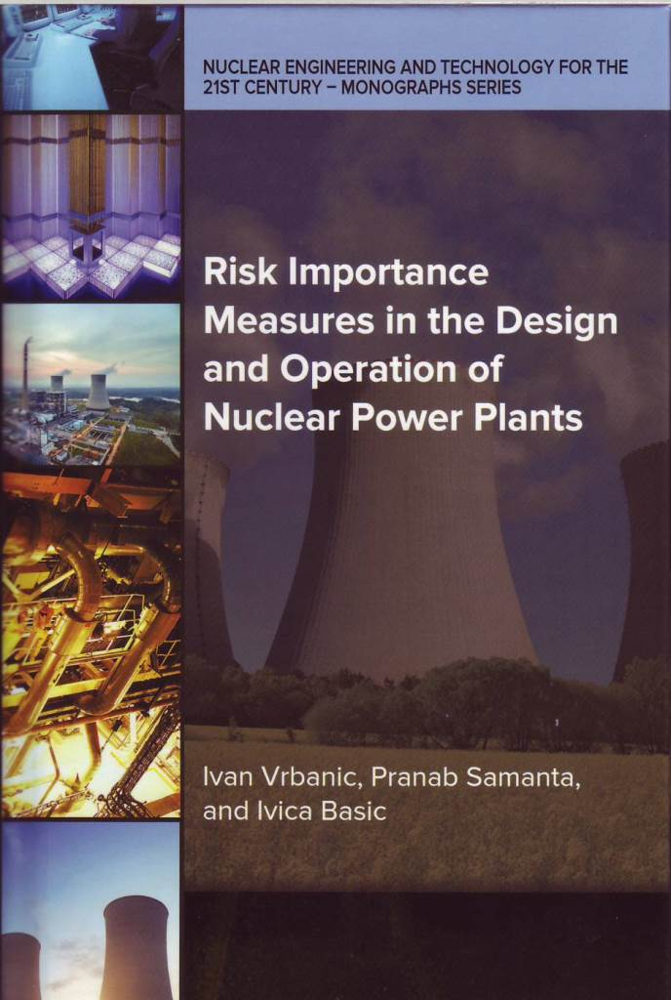 NUCLEAR ENGINEERING AND TECHNOLOGY FOR THE
21ST CENTURY – MONOGRAPHS SERIES
Risk Importance
Measures in the Design
and Operation of
Nuclear Power Plants
Ivan Vrbanic, Pranab Samanta,
and Ivica Basic